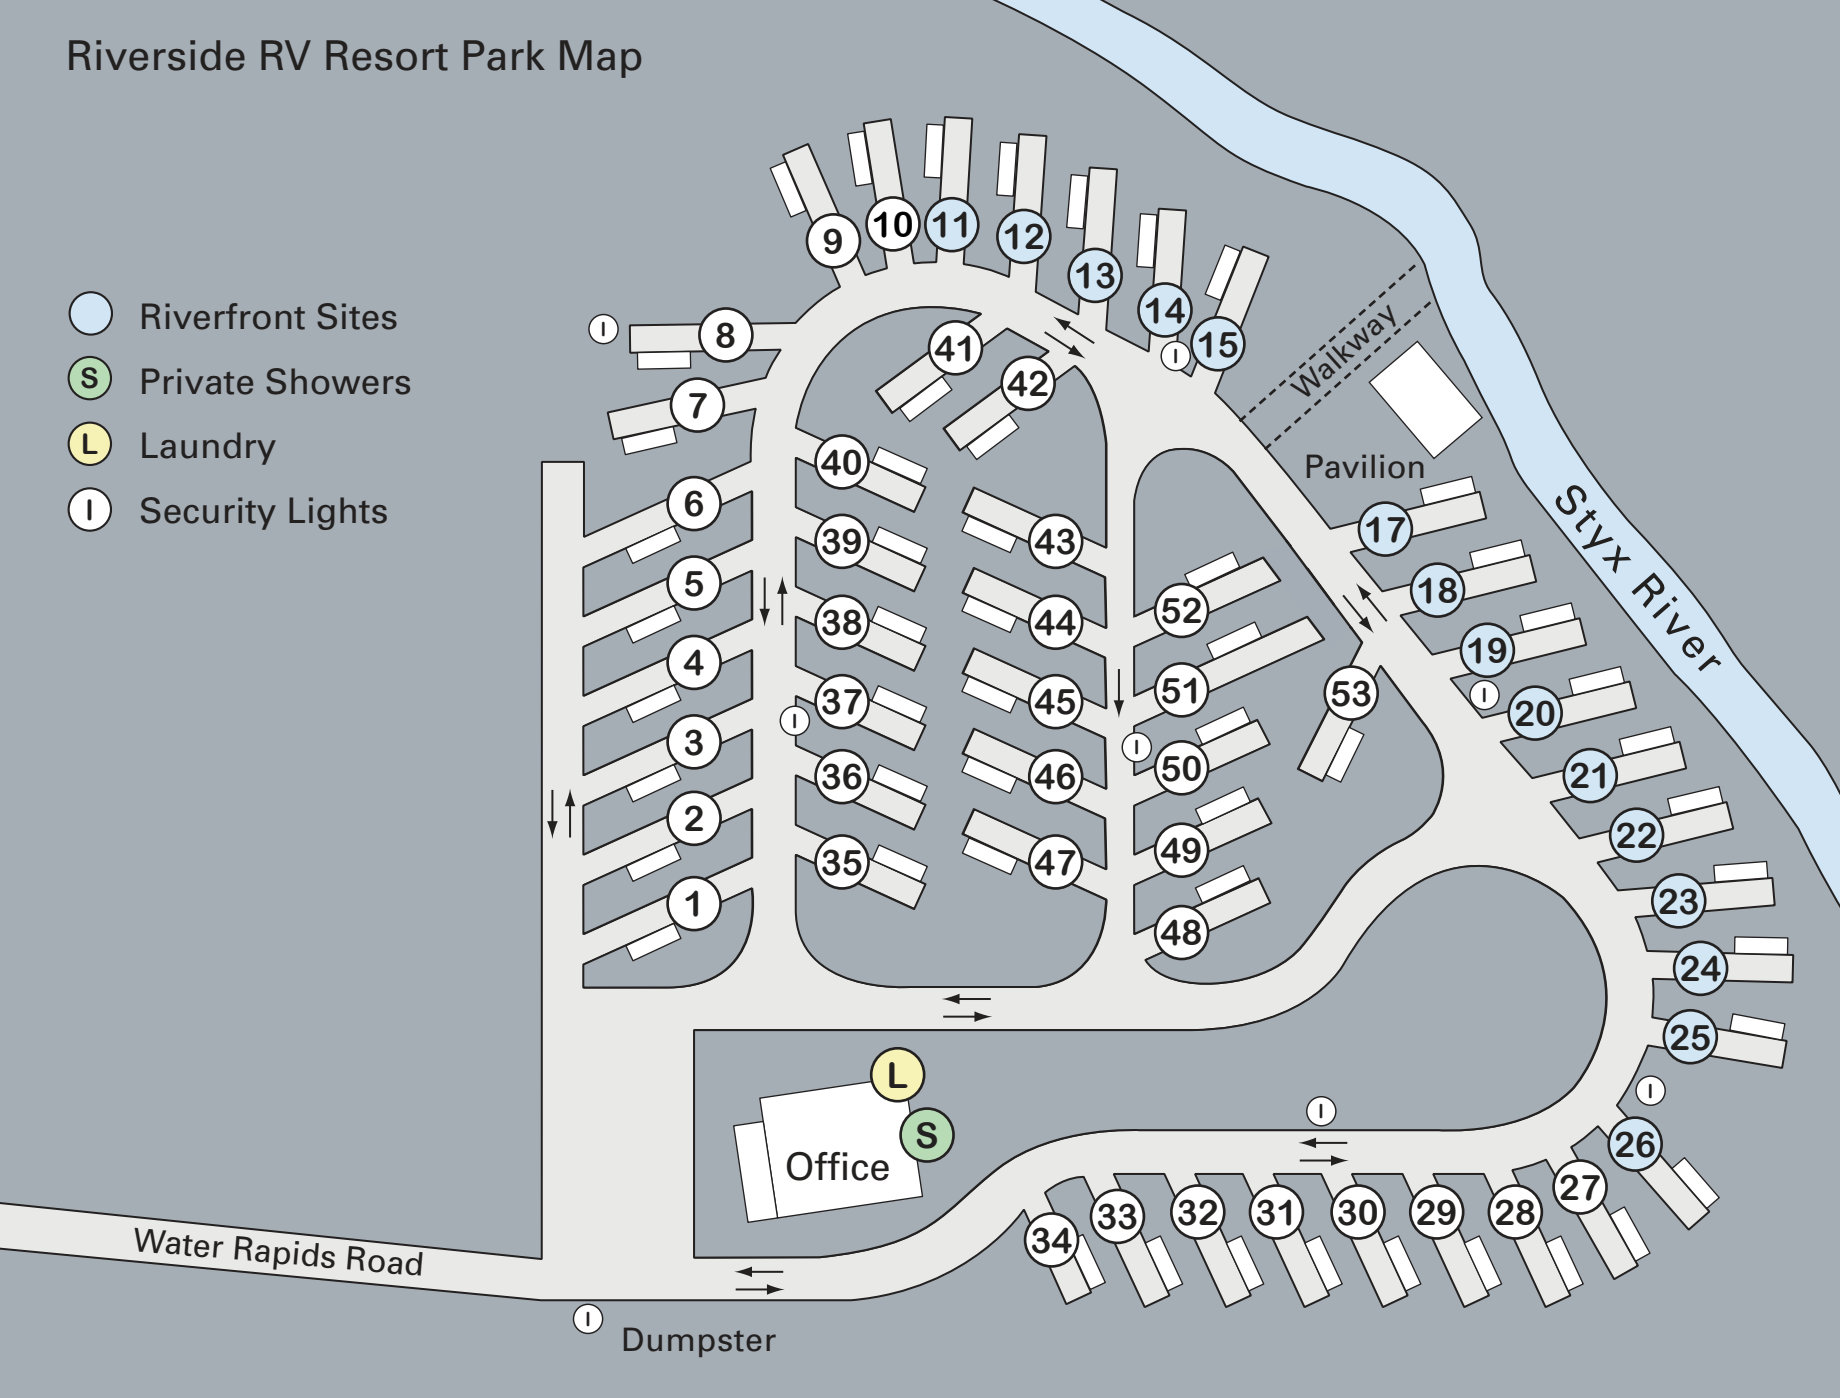 Riverside RV Resort Park Map
Riverfront Sites
S Private Showers
L Laundry
I Security Lights
9
10
11
12
13
14
15
I
8
7
41
42
I
Walkway
Pavilion
Styx River
6
5
4
3
2
1
40
39
38
37
36
35
I
43
44
45
46
47
52
51
50
49
48
I
53
17
18
19
I
20
21
22
23
24
25
I
26
27
28
29
30
31
32
33
34
I
L
S
Office
Water Rapids Road
I
Dumpster